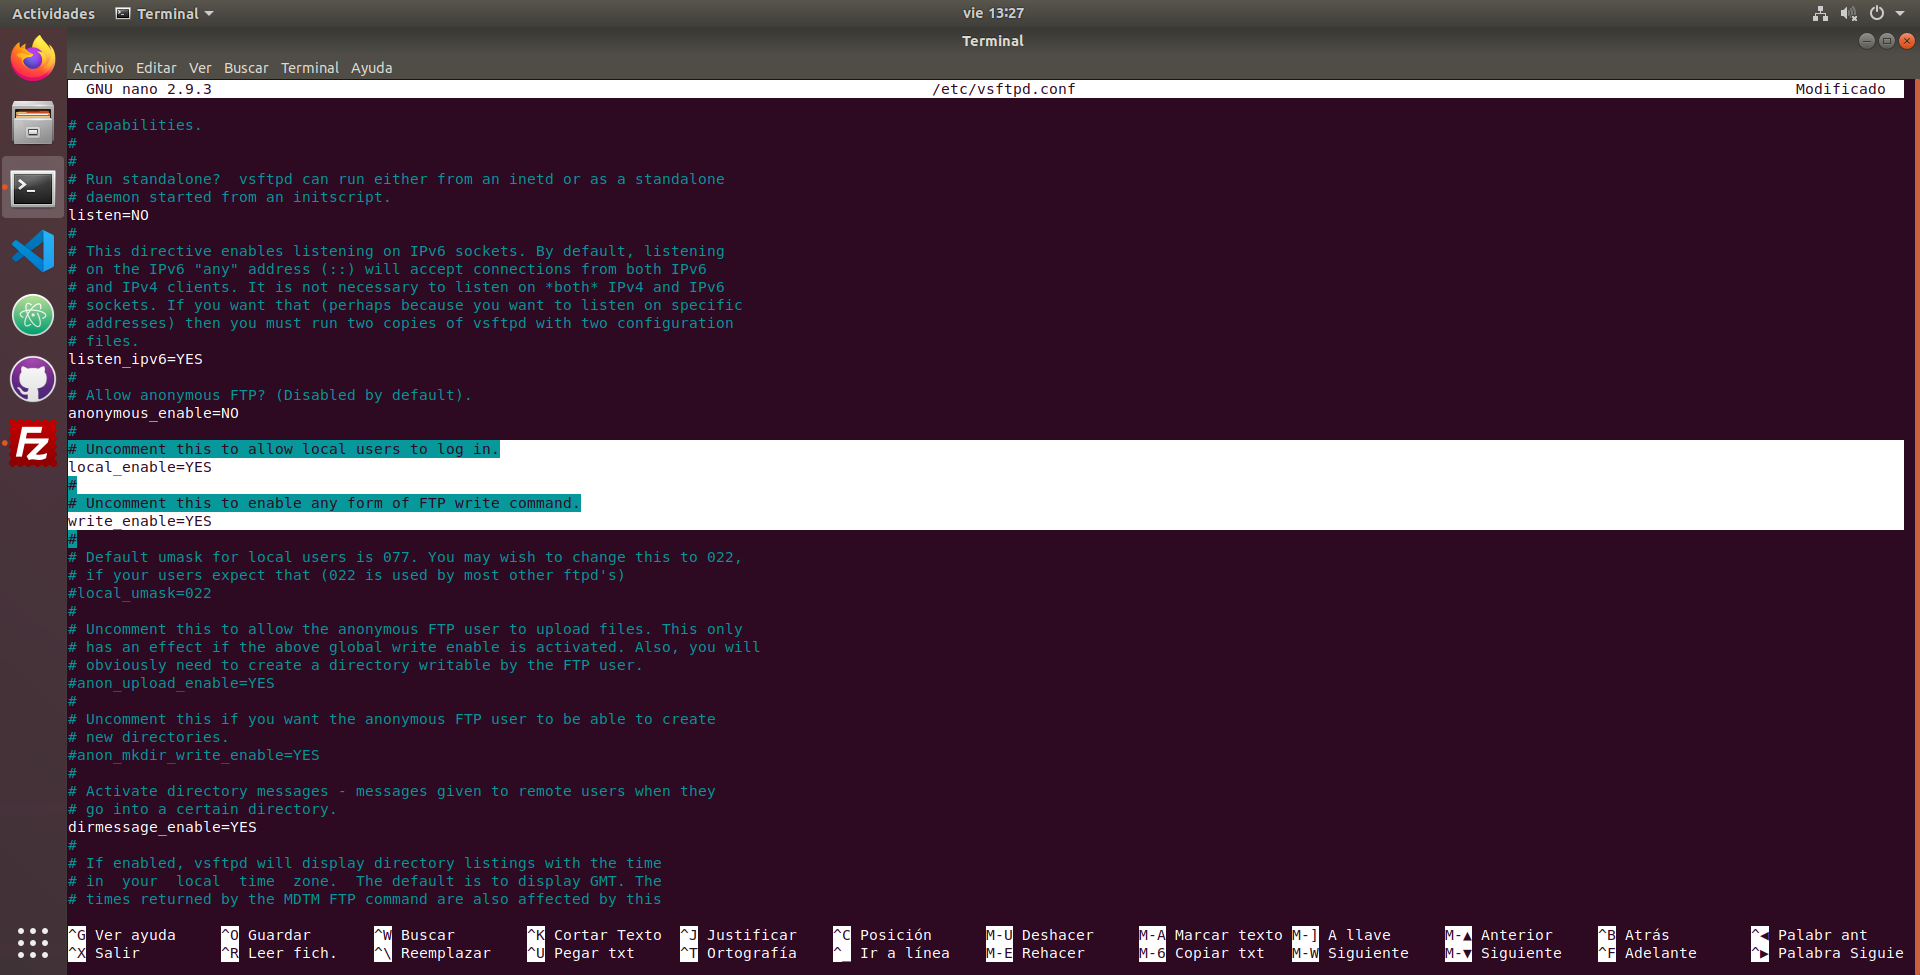 Actividades Terminal vie 13:27
Terminal
Archivo Editar Ver Buscar Terminal Ayuda
GNU nano 2.9.3 /etc/vsftpd.conf Modificado
# capabilities.
#
#
# Run standalone?  vsftpd can run either from an inetd or as a standalone
# daemon started from an initscript.
listen=NO
#
# This directive enables listening on IPv6 sockets. By default, listening
# on the IPv6 "any" address (::) will accept connections from both IPv6
# and IPv4 clients. It is not necessary to listen on *both* IPv4 and IPv6
# sockets. If you want that (perhaps because you want to listen on specific
# addresses) then you must run two copies of vsftpd with two configuration
# files.
listen_ipv6=YES
#
# Allow anonymous FTP? (Disabled by default).
anonymous_enable=NO
#
# Uncomment this to allow local users to log in.
local_enable=YES
#
# Uncomment this to enable any form of FTP write command.
write_enable=YES
#
# Default umask for local users is 077. You may wish to change this to 022,
# if your users expect that (022 is used by most other ftpd's)
#local_umask=022
#
# Uncomment this to allow the anonymous FTP user to upload files. This only
# has an effect if the above global write enable is activated. Also, you will
# obviously need to create a directory writable by the FTP user.
#anon_upload_enable=YES
#
# Uncomment this if you want the anonymous FTP user to be able to create
# new directories.
#anon_mkdir_write_enable=YES
#
# Activate directory messages - messages given to remote users when they
# go into a certain directory.
dirmessage_enable=YES
#
# If enabled, vsftpd will display directory listings with the time
# in  your  local  time  zone.  The default is to display GMT. The
# times returned by the MDTM FTP command are also affected by this
^G Ver ayuda ^O Guardar ^W Buscar ^K Cortar Texto ^J Justificar ^C Posición M-U Deshacer M-A Marcar texto M-] A llave M-▲ Anterior ^B Atrás ^◀ Palabr ant
^X Salir ^R Leer fich. ^\ Reemplazar ^U Pegar txt ^T Ortografía ^_ Ir a línea M-E Rehacer M-6 Copiar txt M-W Siguiente M-▼ Siguiente ^F Adelante ^▶ Palabra Siguie
Fz